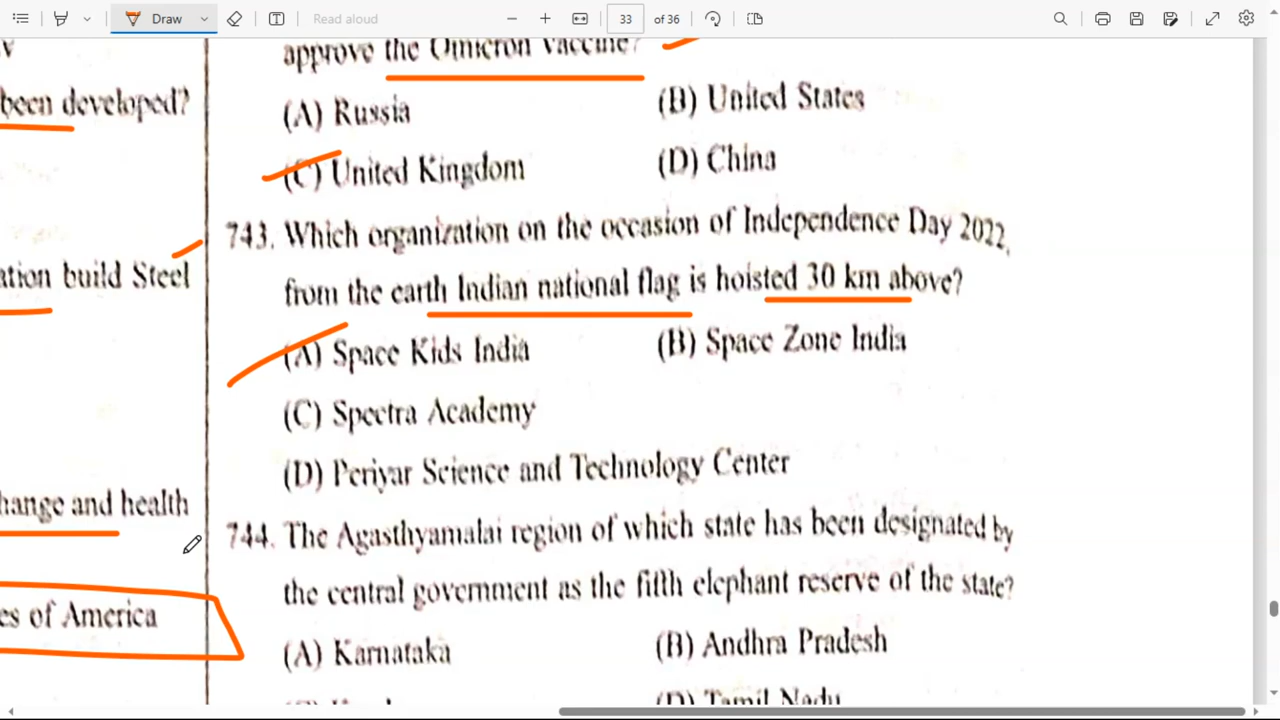 Draw
Read aloud
33 of 36
been developed?
ation build Steel
hange and health
es of America
approve the Omicron vaccine?
(A) Russia (B) United States
(C) United Kingdom (D) China
743. Which organization on the occasion of Independence Day 2022,
from the earth Indian national flag is hoisted 30 km above?
(A) Space Kids India (B) Space Zone India
(C) Spectra Academy
(D) Periyar Science and Technology Center
744. The Agasthyamalai region of which state has been designated by
the central government as the fifth elephant reserve of the state?
(A) Karnataka (B) Andhra Pradesh
(D) Tamil Nadu